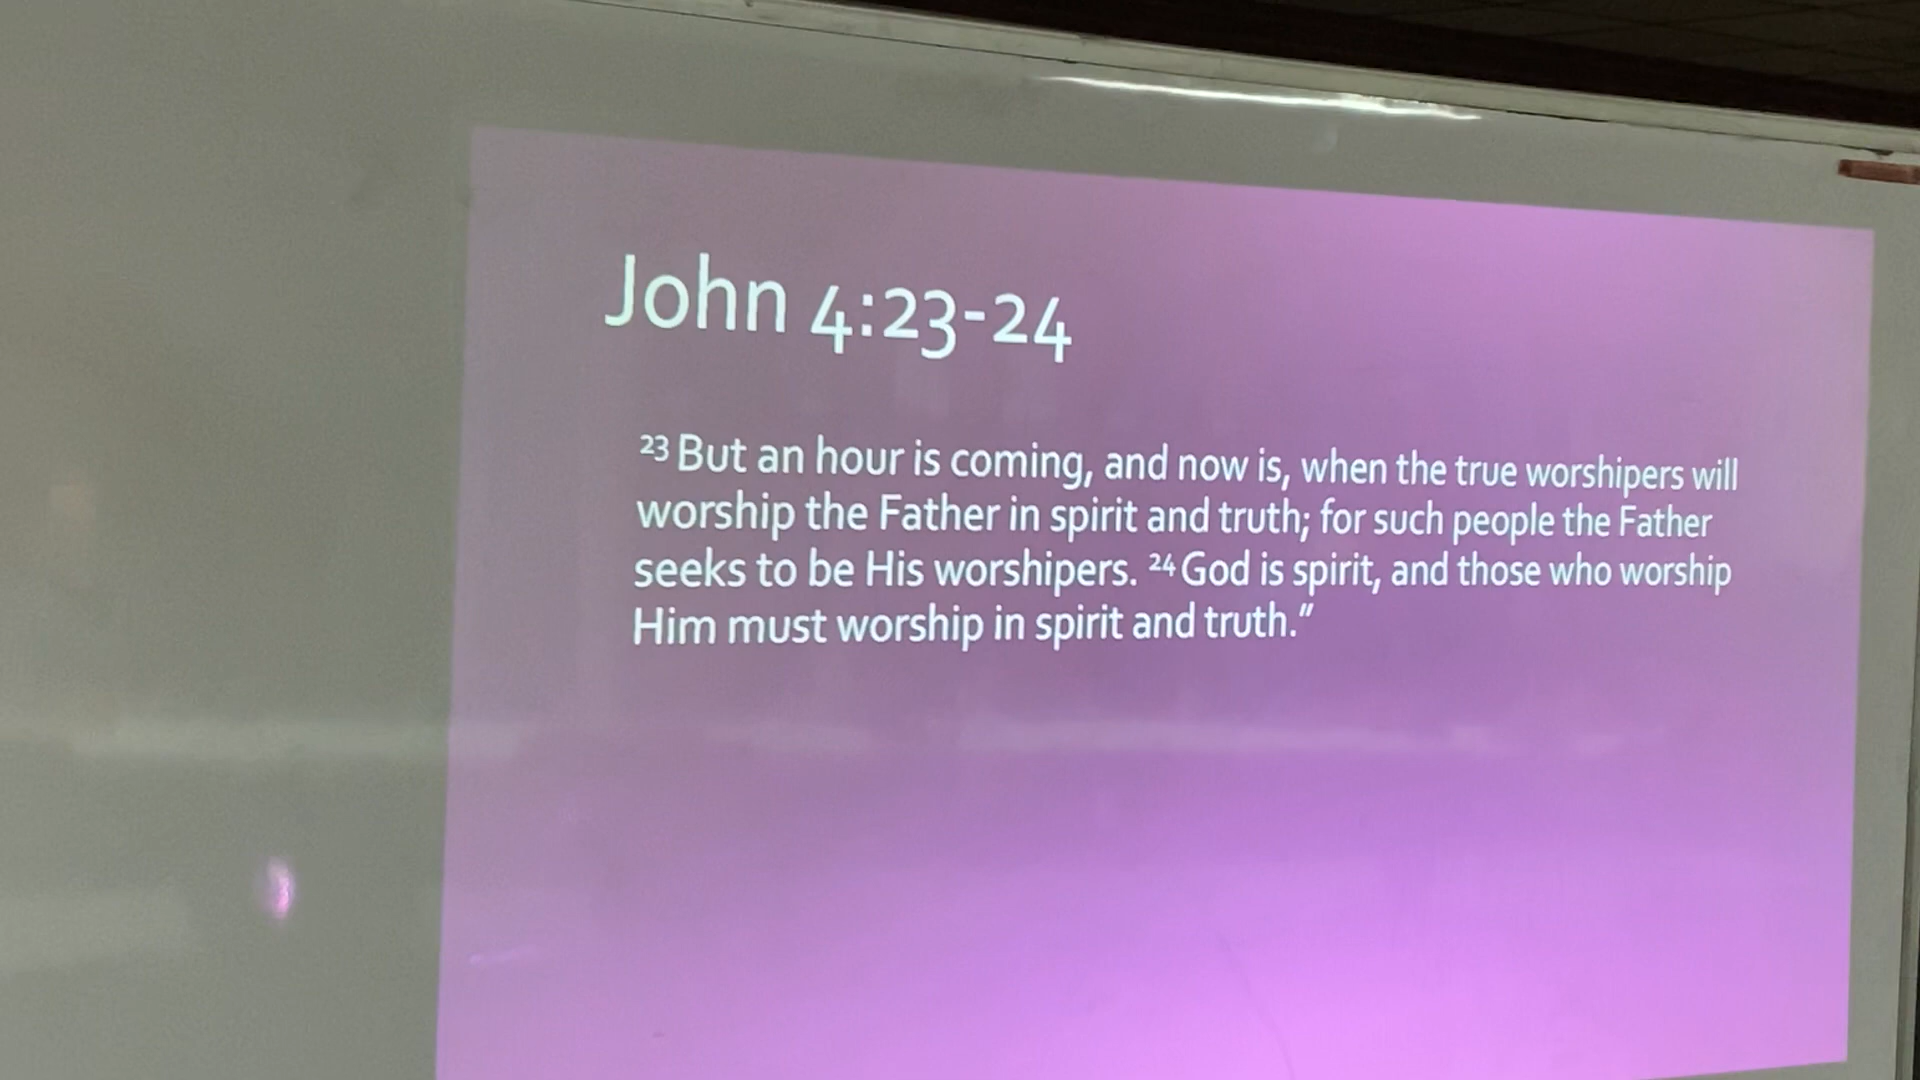 John 4:23-24
²³ But an hour is coming, and now is, when the true worshipers will
worship the Father in spirit and truth; for such people the Father
seeks to be His worshipers. ²⁴ God is spirit, and those who worship
Him must worship in spirit and truth.”